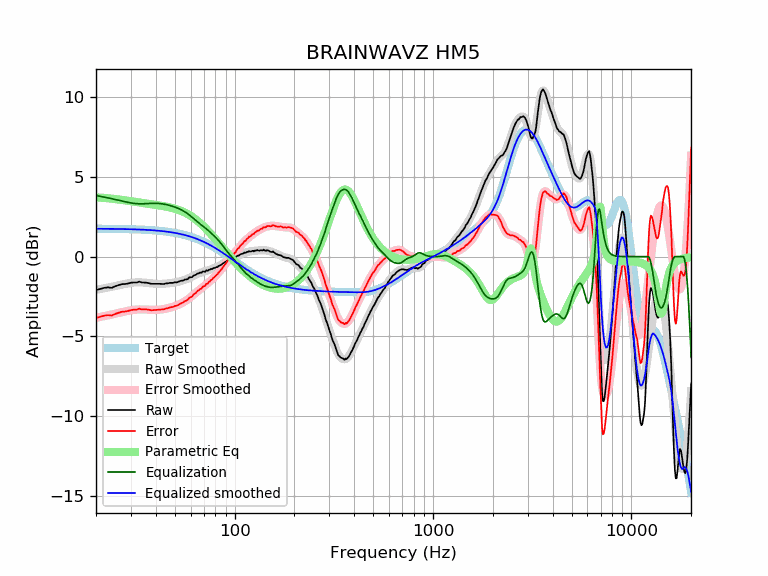 BRAINWAVZ HM5
10
5
0
−5
−10
−15
Amplitude (dBr)
Target
Raw Smoothed
Error Smoothed
Raw
Error
Parametric Eq
Equalization
Equalized smoothed
100
1000
10000
Frequency (Hz)